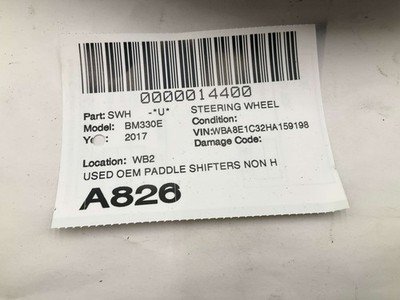 0000014400
Part: SWH -*U* STEERING WHEEL
Model: BM330E Condition:
Year: 2017 VIN:WBA8E1C32HA159198
Damage Code:
Location: WB2
USED OEM PADDLE SHIFTERS NON H
A826